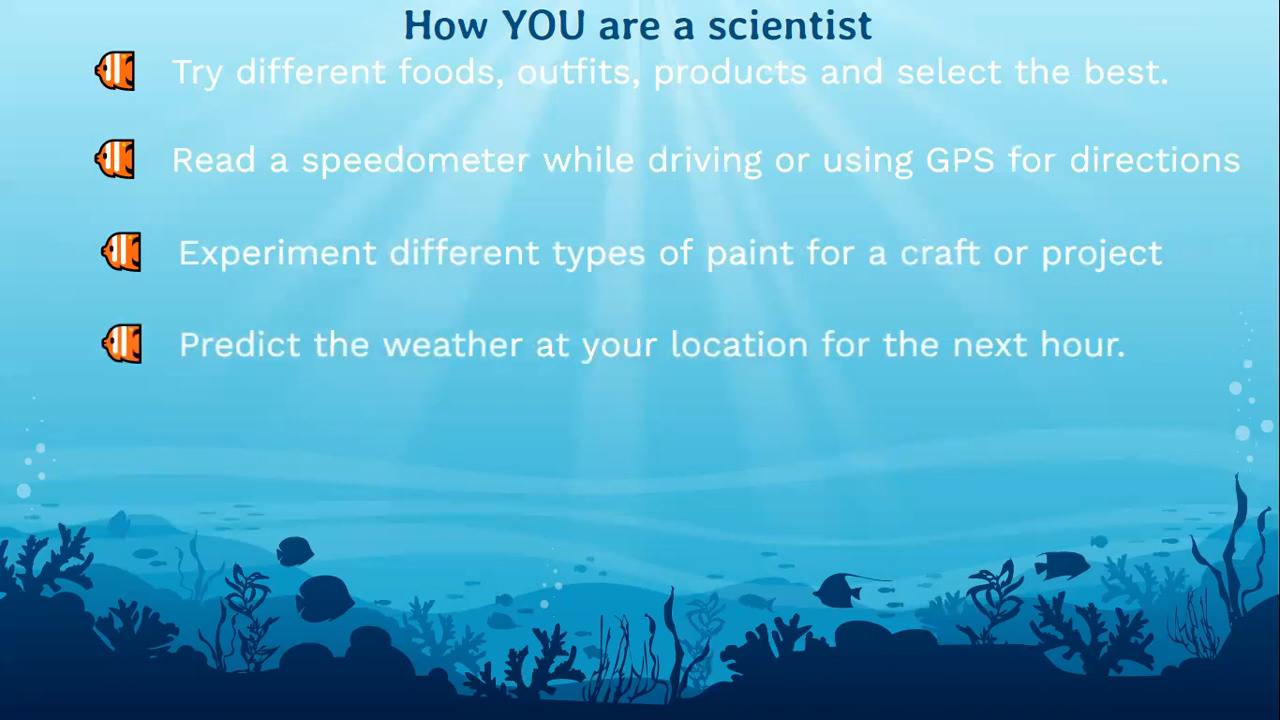 How YOU are a scientist
Try different foods, outfits, products and select the best.
Read a speedometer while driving or using GPS for directions
Experiment different types of paint for a craft or project
Predict the weather at your location for the next hour.